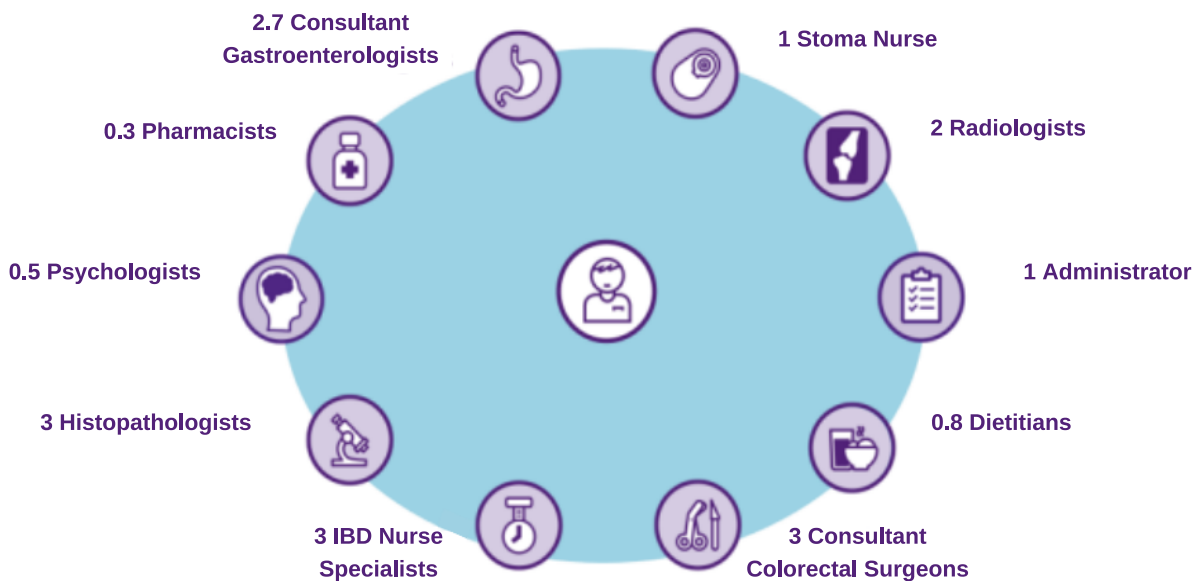 2.7 Consultant
Gastroenterologists
1 Stoma Nurse
0.3 Pharmacists
2 Radiologists
0.5 Psychologists
1 Administrator
3 Histopathologists
0.8 Dietitians
3 IBD Nurse
Specialists
3 Consultant
Colorectal Surgeons